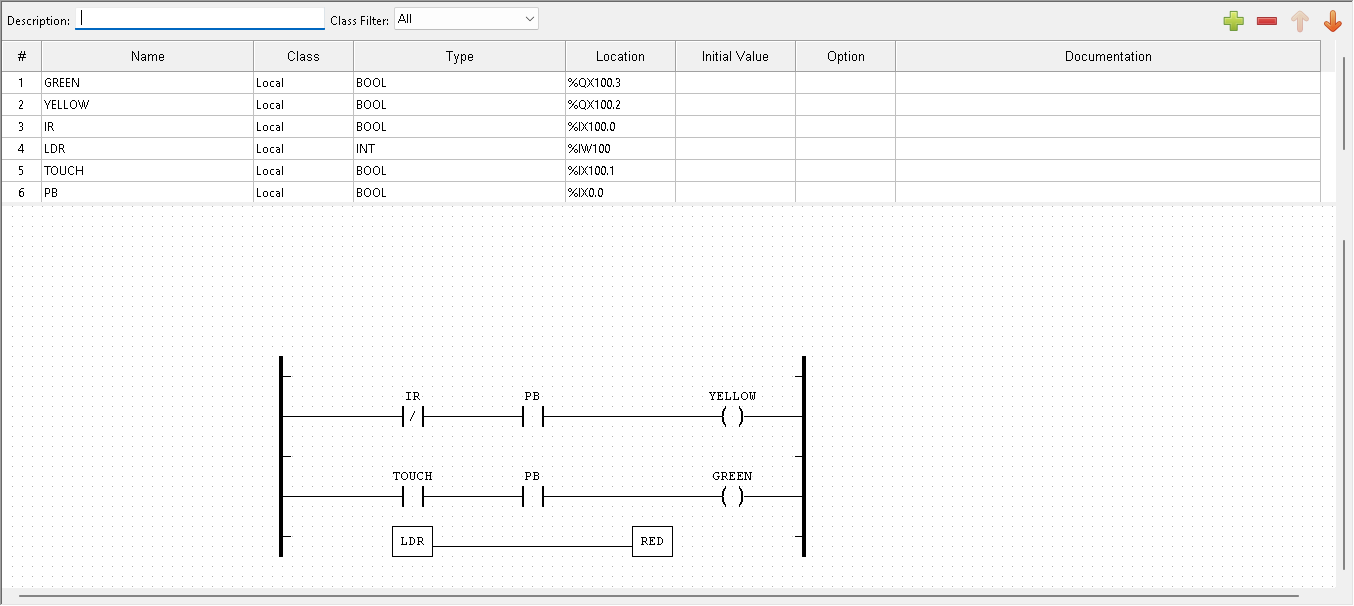 Description: Class Filter: All
# Name Class Type Location Initial Value Option Documentation
1 GREEN Local BOOL %QX100.3
2 YELLOW Local BOOL %QX100.2
3 IR Local BOOL %IX100.0
4 LDR Local INT %IW100
5 TOUCH Local BOOL %IX100.1
6 PB Local BOOL %IX0.0
IR PB YELLOW
TOUCH PB GREEN
LDR RED